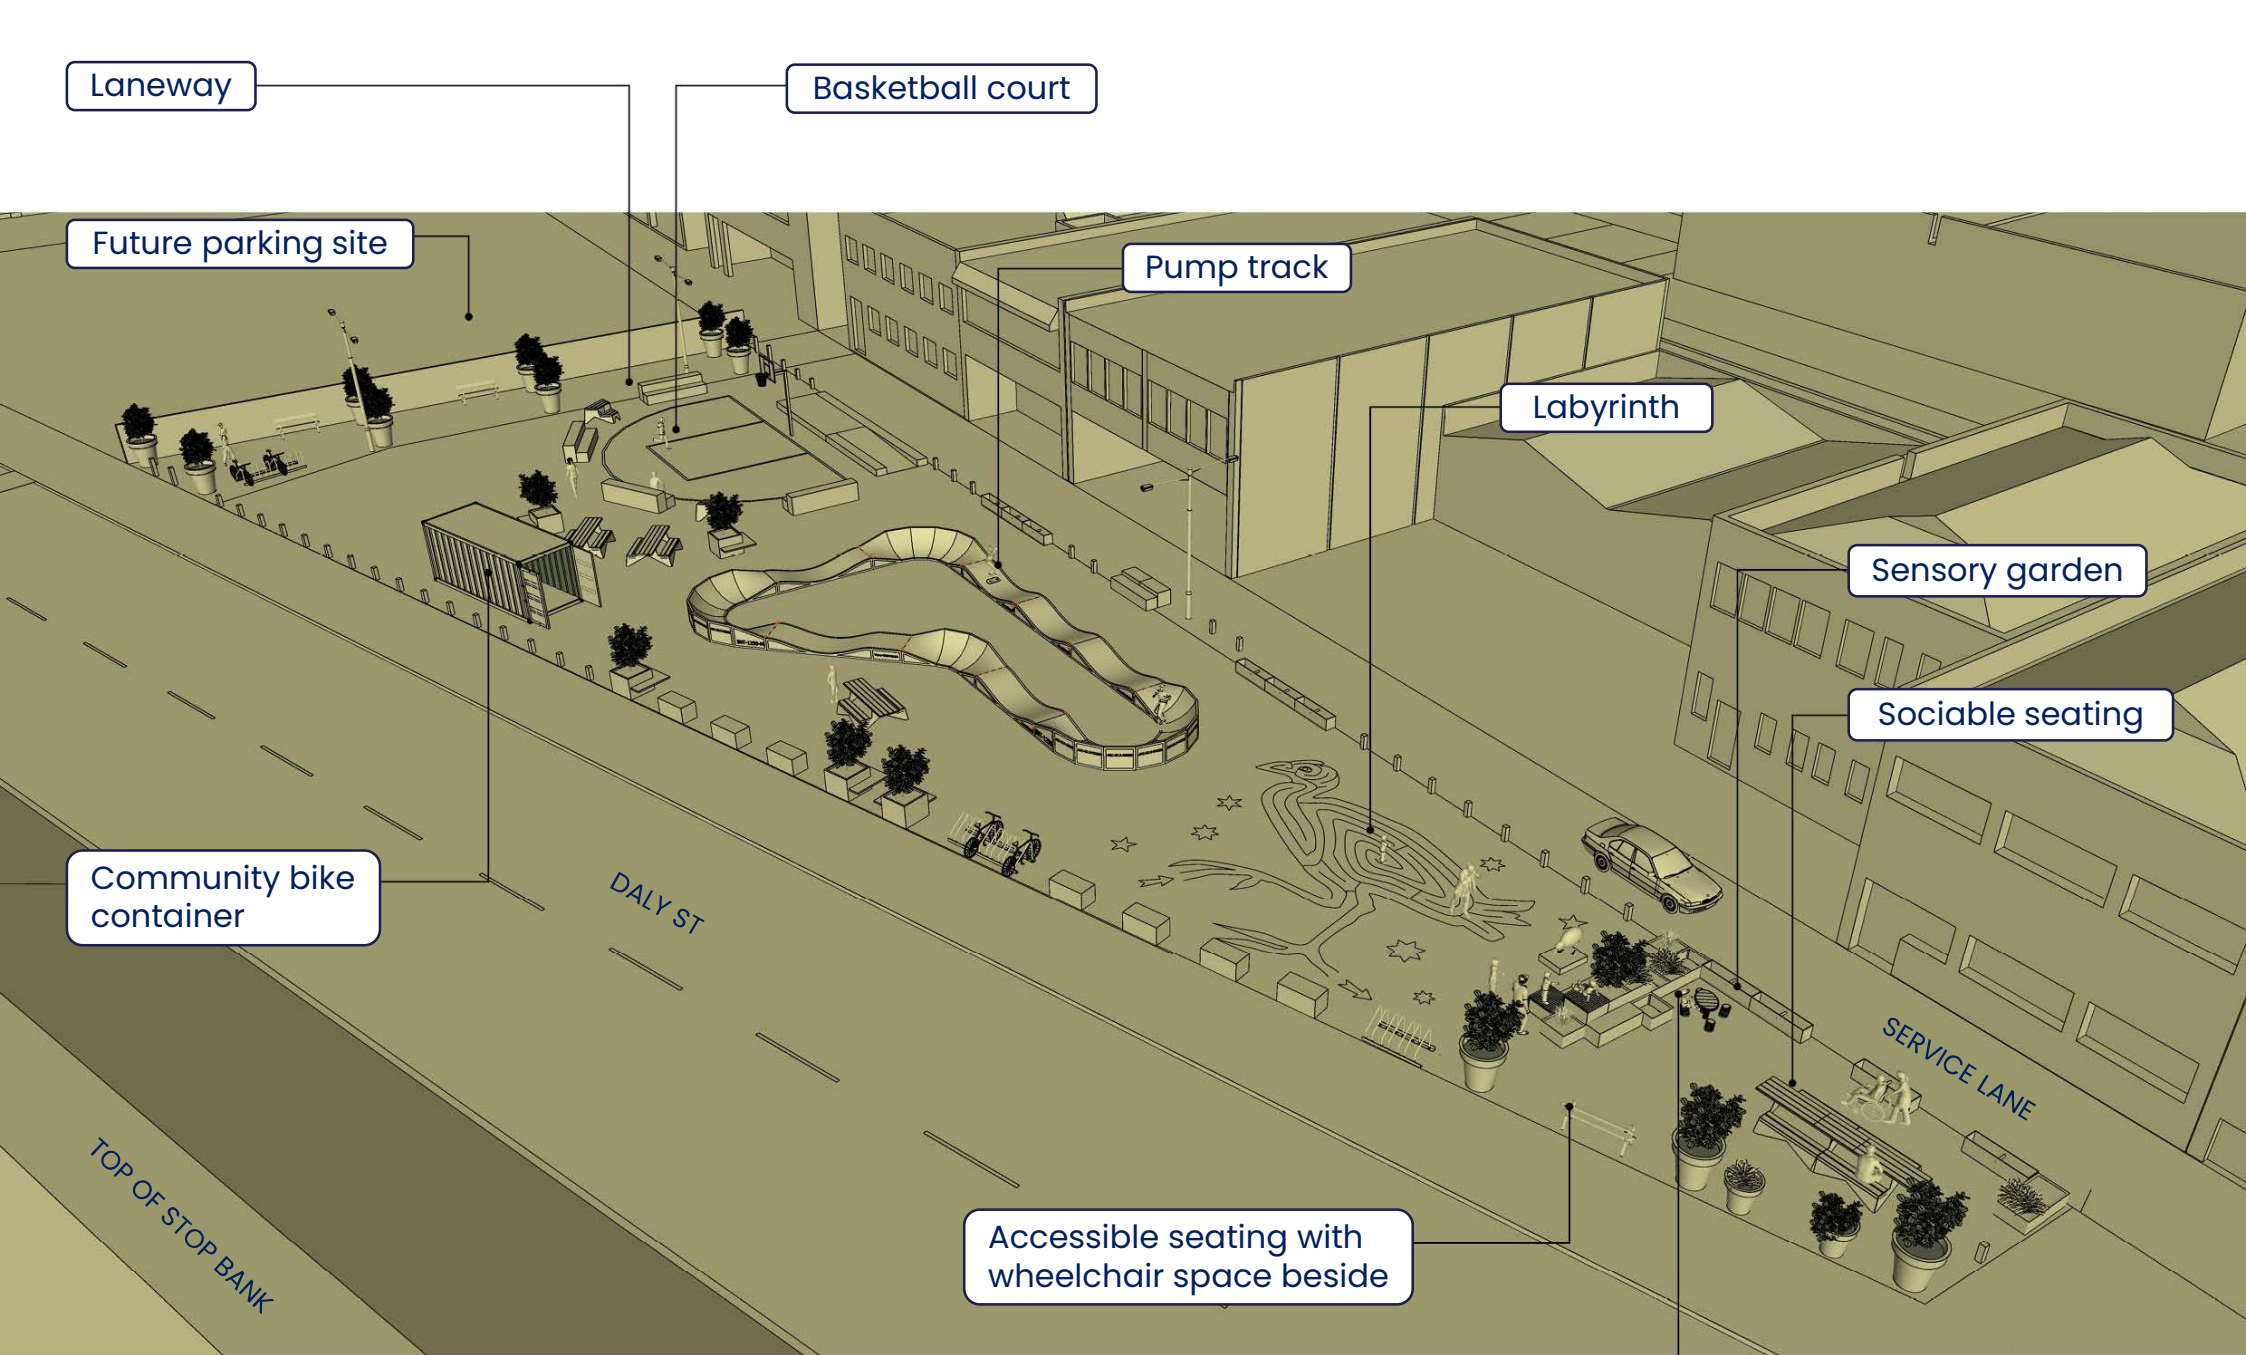 Laneway
Basketball court
Future parking site
Pump track
Labyrinth
Sensory garden
Sociable seating
Community bike
container
DALY ST
SERVICE LANE
TOP OF STOP BANK
Accessible seating with
wheelchair space beside